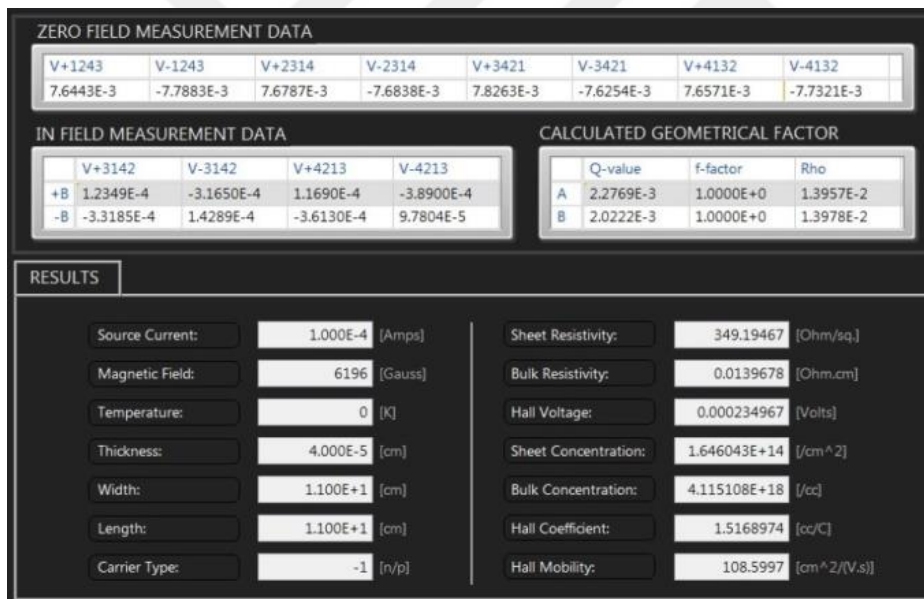 ZERO FIELD MEASUREMENT DATA
V+1243 V-1243 V+2314 V-2314 V+3421 V-3421 V+4132 V-4132
7.6443E-3 -7.7883E-3 7.6787E-3 -7.6838E-3 7.8263E-3 -7.6254E-3 7.6571E-3 -7.7321E-3
IN FIELD MEASUREMENT DATA
V+3142 V-3142 V+4213 V-4213
+B 1.2349E-4 -3.1650E-4 1.1690E-4 -3.8900E-4
-B -3.3185E-4 1.4289E-4 -3.6130E-4 9.7804E-5
CALCULATED GEOMETRICAL FACTOR
Q-value f-factor Rho
A 2.2769E-3 1.0000E+0 1.3957E-2
B 2.0222E-3 1.0000E+0 1.3978E-2
RESULTS
Source Current: 1.000E-4 [Amps]
Magnetic Field: 6196 [Gauss]
Temperature: 0 [K]
Thickness: 4.000E-5 [cm]
Width: 1.100E+1 [cm]
Length: 1.100E+1 [cm]
Carrier Type: -1 [n/p]
Sheet Resistivity: 349.19467 [Ohm/sq.]
Bulk Resistivity: 0.0139678 [Ohm.cm]
Hall Voltage: 0.000234967 [Volts]
Sheet Concentration: 1.646043E+14 [/cm^2]
Bulk Concentration: 4.115108E+18 [/cc]
Hall Coefficient: 1.5168974 [cc/C]
Hall Mobility: 108.5997 [cm^2/(V.s)]